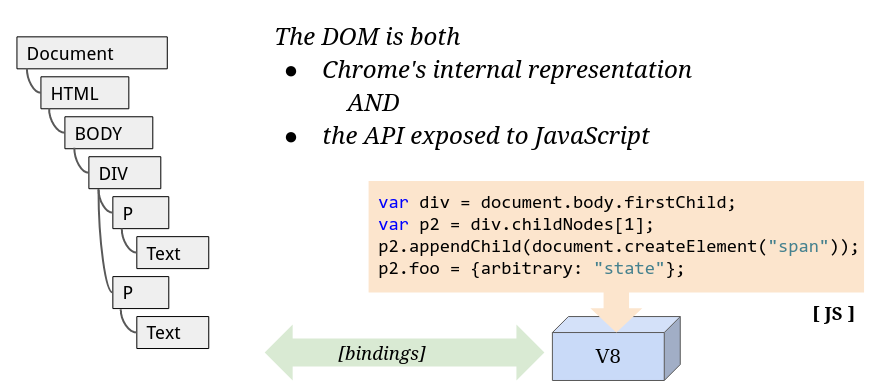 Document
HTML
BODY
DIV
P
Text
P
Text
The DOM is both
● Chrome's internal representation
AND
● the API exposed to JavaScript
var div = document.body.firstChild;
var p2 = div.childNodes[1];
p2.appendChild(document.createElement("span"));
p2.foo = {arbitrary: "state"};
[ JS ]
[bindings]
V8